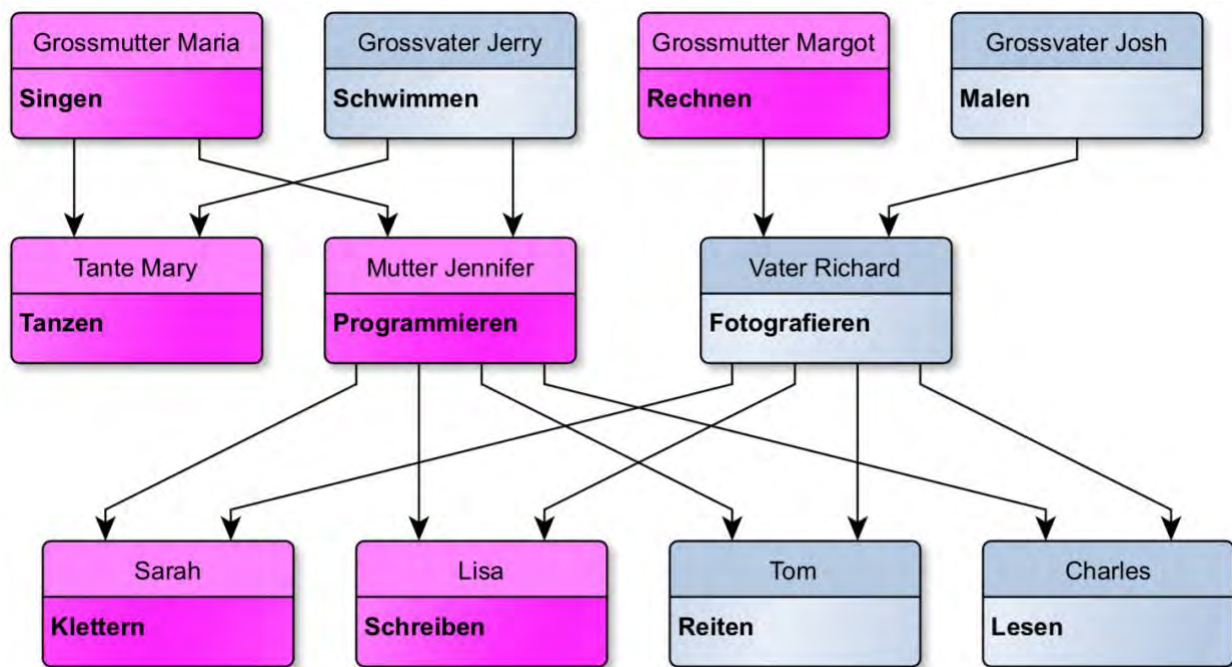 Grossmutter Maria
Singen
Grossvater Jerry
Schwimmen
Grossmutter Margot
Rechnen
Grossvater Josh
Malen
Tante Mary
Tanzen
Mutter Jennifer
Programmieren
Vater Richard
Fotografieren
Sarah
Klettern
Lisa
Schreiben
Tom
Reiten
Charles
Lesen